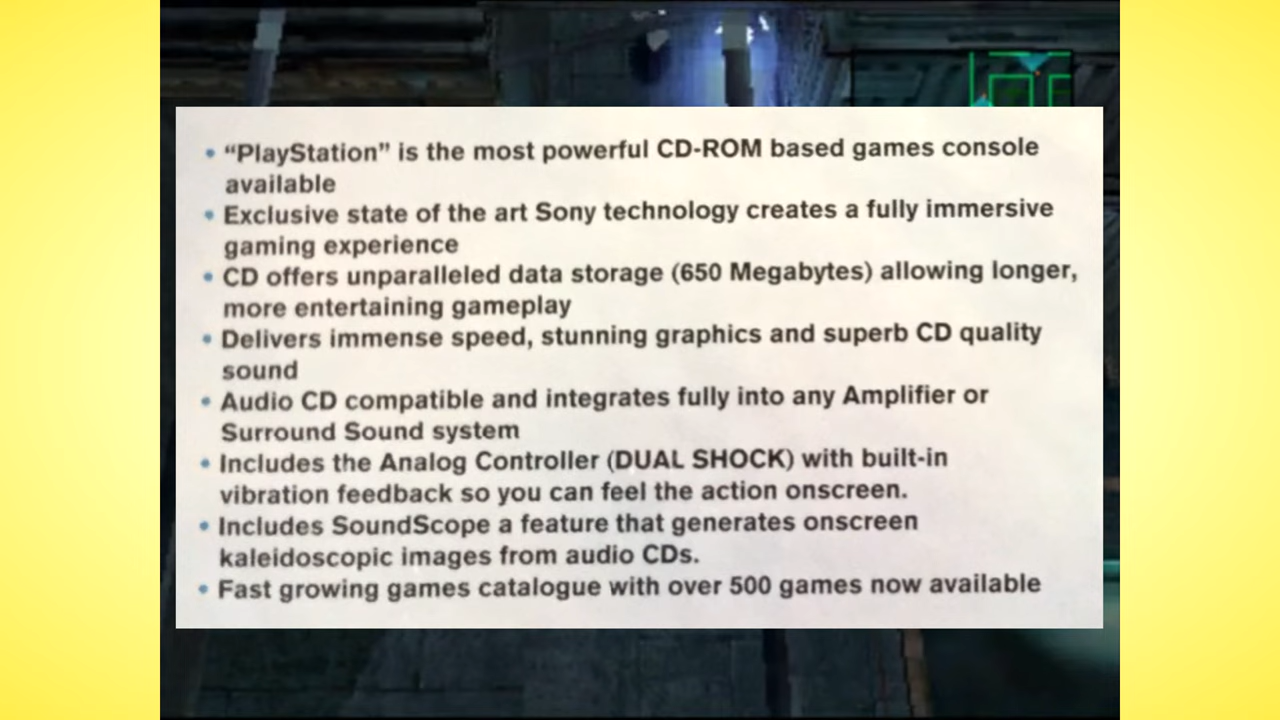 • “PlayStation” is the most powerful CD-ROM based games console
available
• Exclusive state of the art Sony technology creates a fully immersive
gaming experience
• CD offers unparalleled data storage (650 Megabytes) allowing longer,
more entertaining gameplay
• Delivers immense speed, stunning graphics and superb CD quality
sound
• Audio CD compatible and integrates fully into any Amplifier or
Surround Sound system
• Includes the Analog Controller (DUAL SHOCK) with built-in
vibration feedback so you can feel the action onscreen.
• Includes SoundScope a feature that generates onscreen
kaleidoscopic images from audio CDs.
• Fast growing games catalogue with over 500 games now available